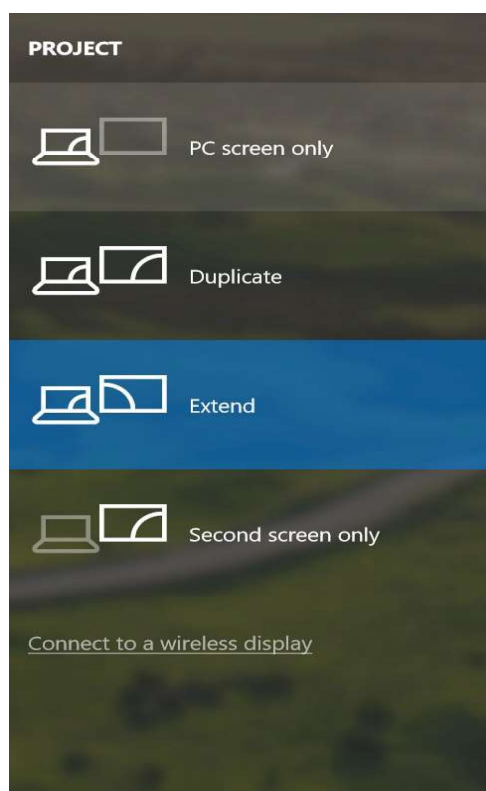 PROJECT
PC screen only
Duplicate
Extend
Second screen only
Connect to a wireless display